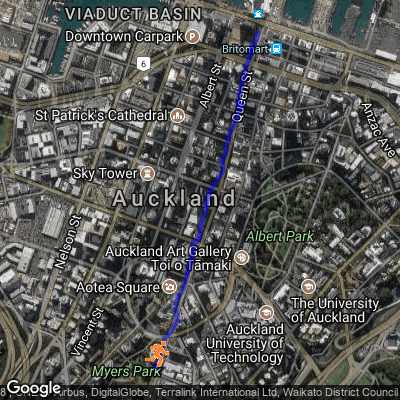 VIADUCT BASIN
Downtown Carpark
P
Britomart
6
Albert St
Queen St
Anzac Ave
St Patrick's Cathedral
Sky Tower
Auckland
Nelson St
Albert Park
Auckland Art Gallery
Toi o Tāmaki
Aotea Square
The University
of Auckland
Vincent St
Auckland
University of
Technology
Myers Park
Google
DigitalGlobe, Terralink International Ltd, Waikato District Council